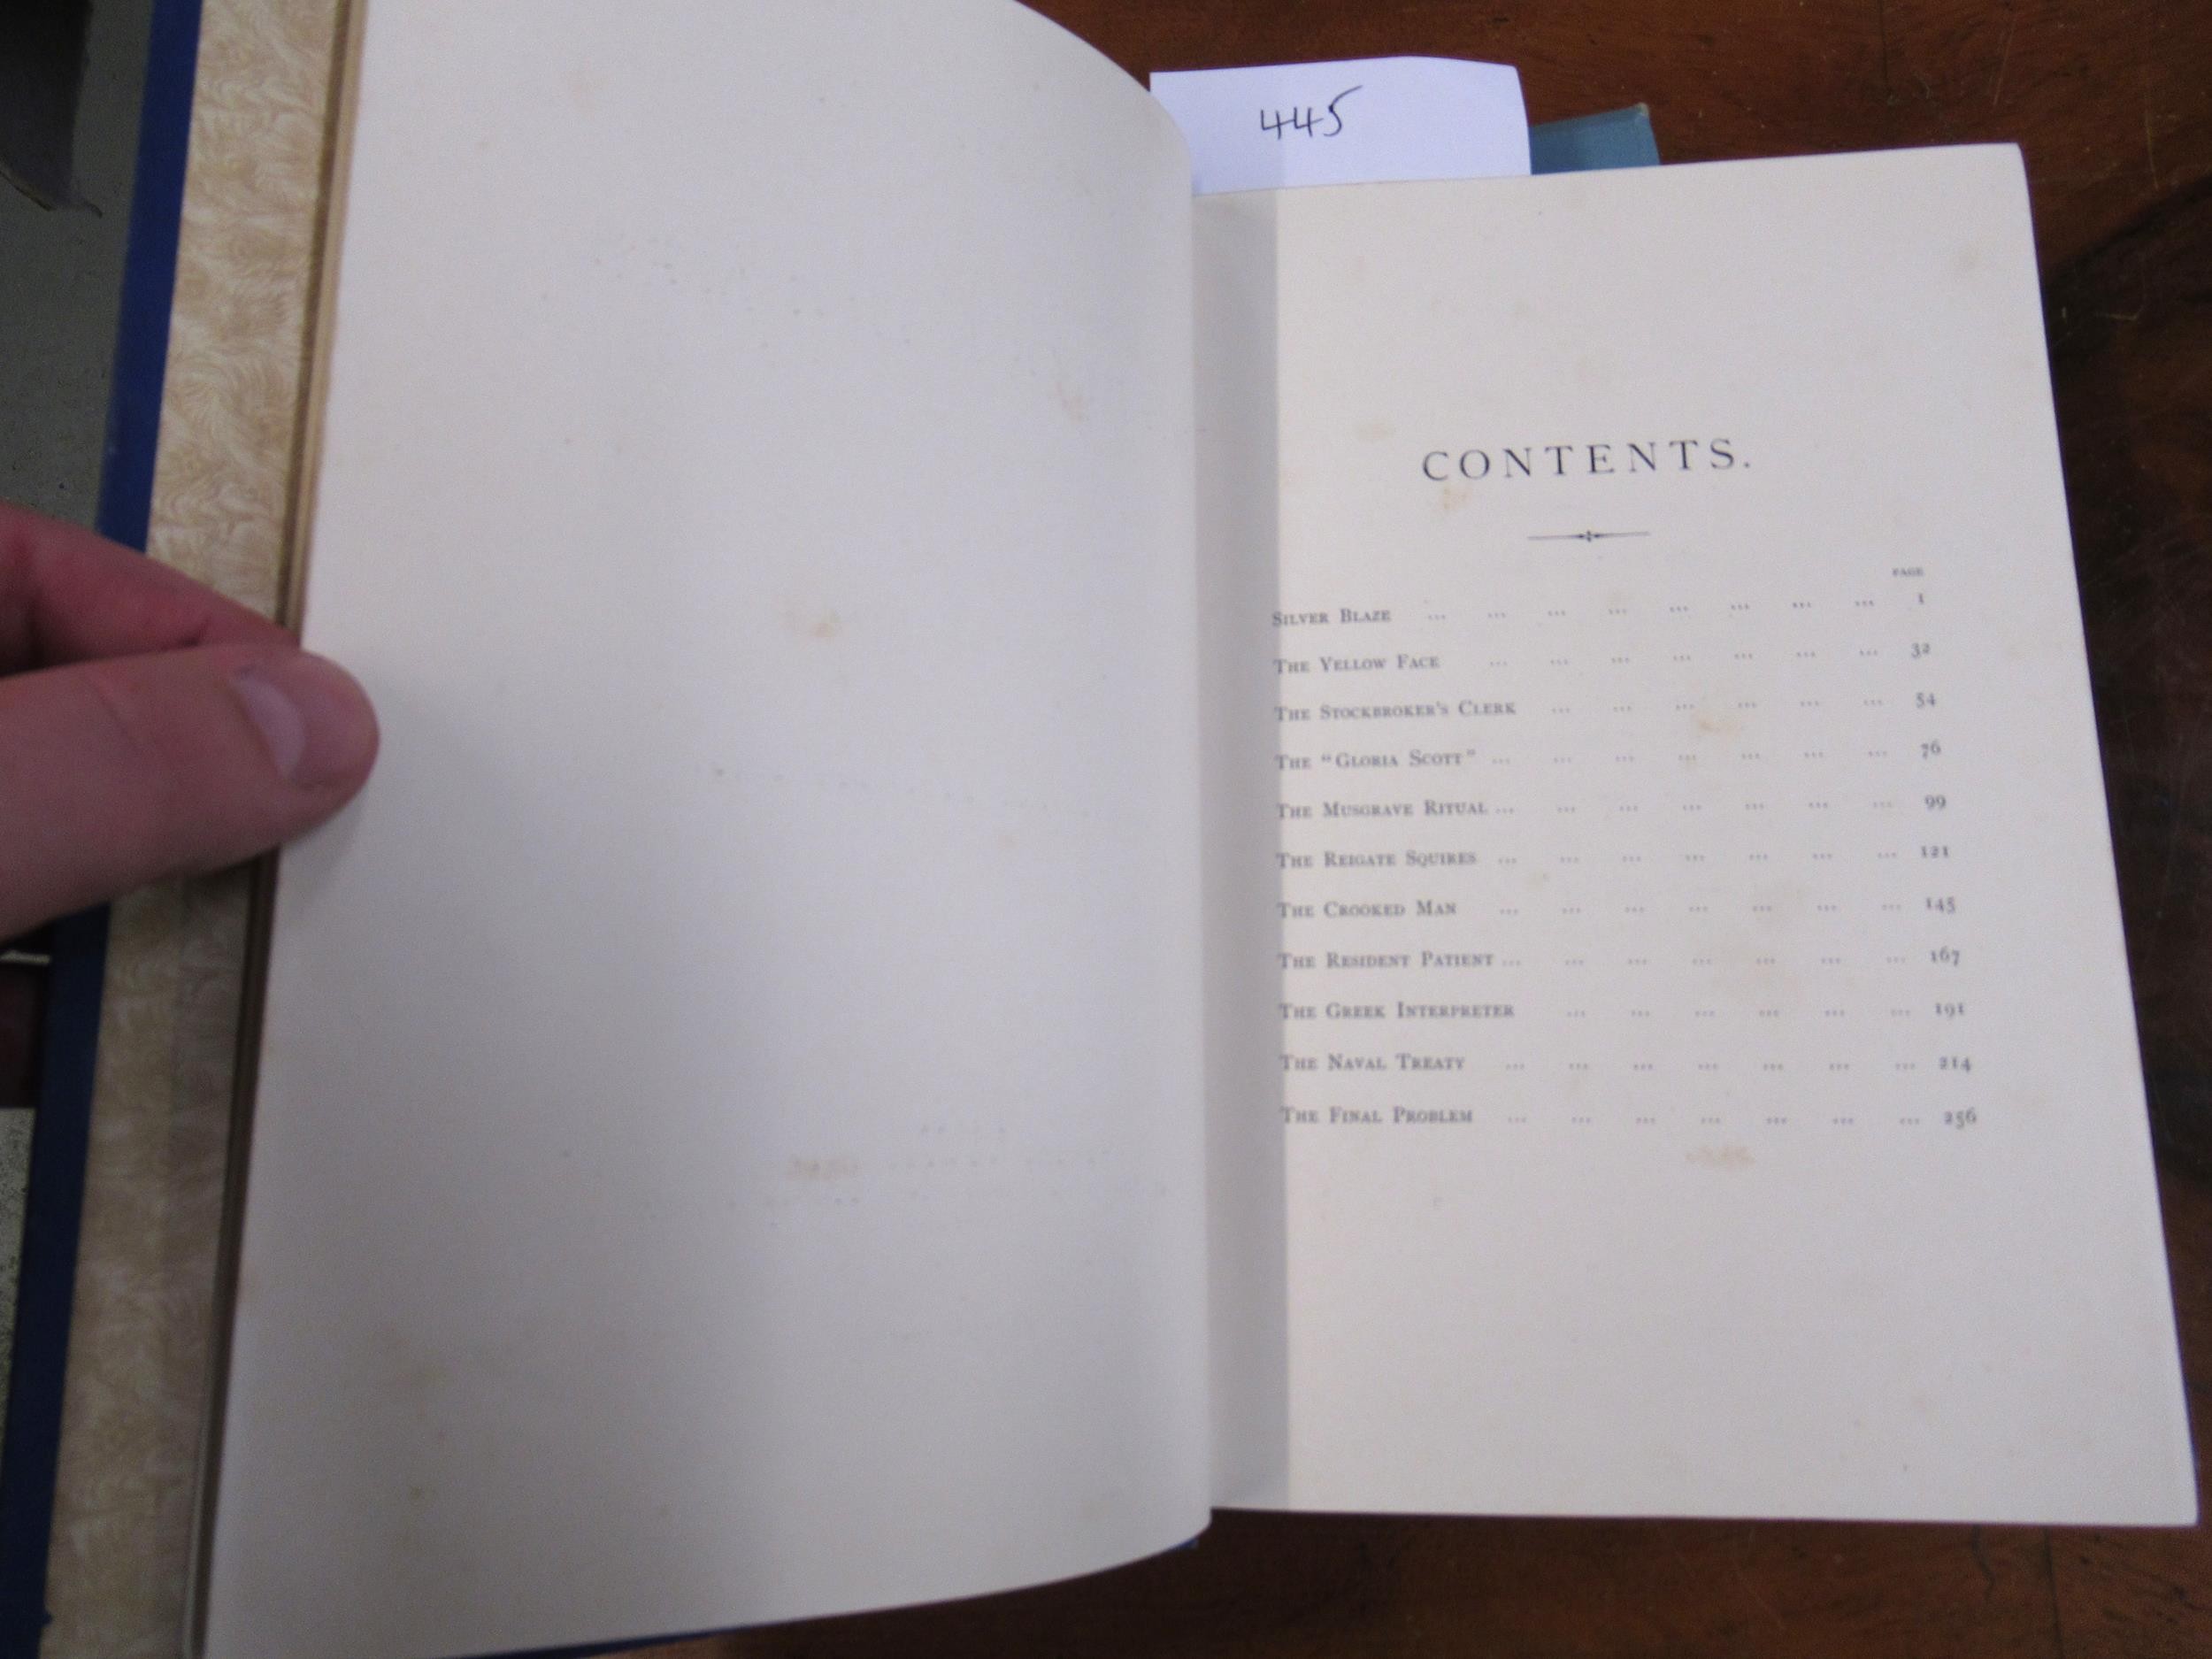 445
CONTENTS.
PAGE
SILVER BLAZE ... ... ... ... ... ... ... ... 1
THE YELLOW FACE ... ... ... ... ... ... ... 32
THE STOCKBROKER'S CLERK ... ... ... ... ... ... 54
THE "GLORIA SCOTT" ... ... ... ... ... ... ... 76
THE MUSGRAVE RITUAL ... ... ... ... ... ... ... 99
THE REIGATE SQUIRES ... ... ... ... ... ... ... 121
THE CROOKED MAN ... ... ... ... ... ... ... 145
THE RESIDENT PATIENT ... ... ... ... ... ... ... 167
THE GREEK INTERPRETER ... ... ... ... ... ... 191
THE NAVAL TREATY ... ... ... ... ... ... ... 214
THE FINAL PROBLEM ... ... ... ... ... ... ... 256